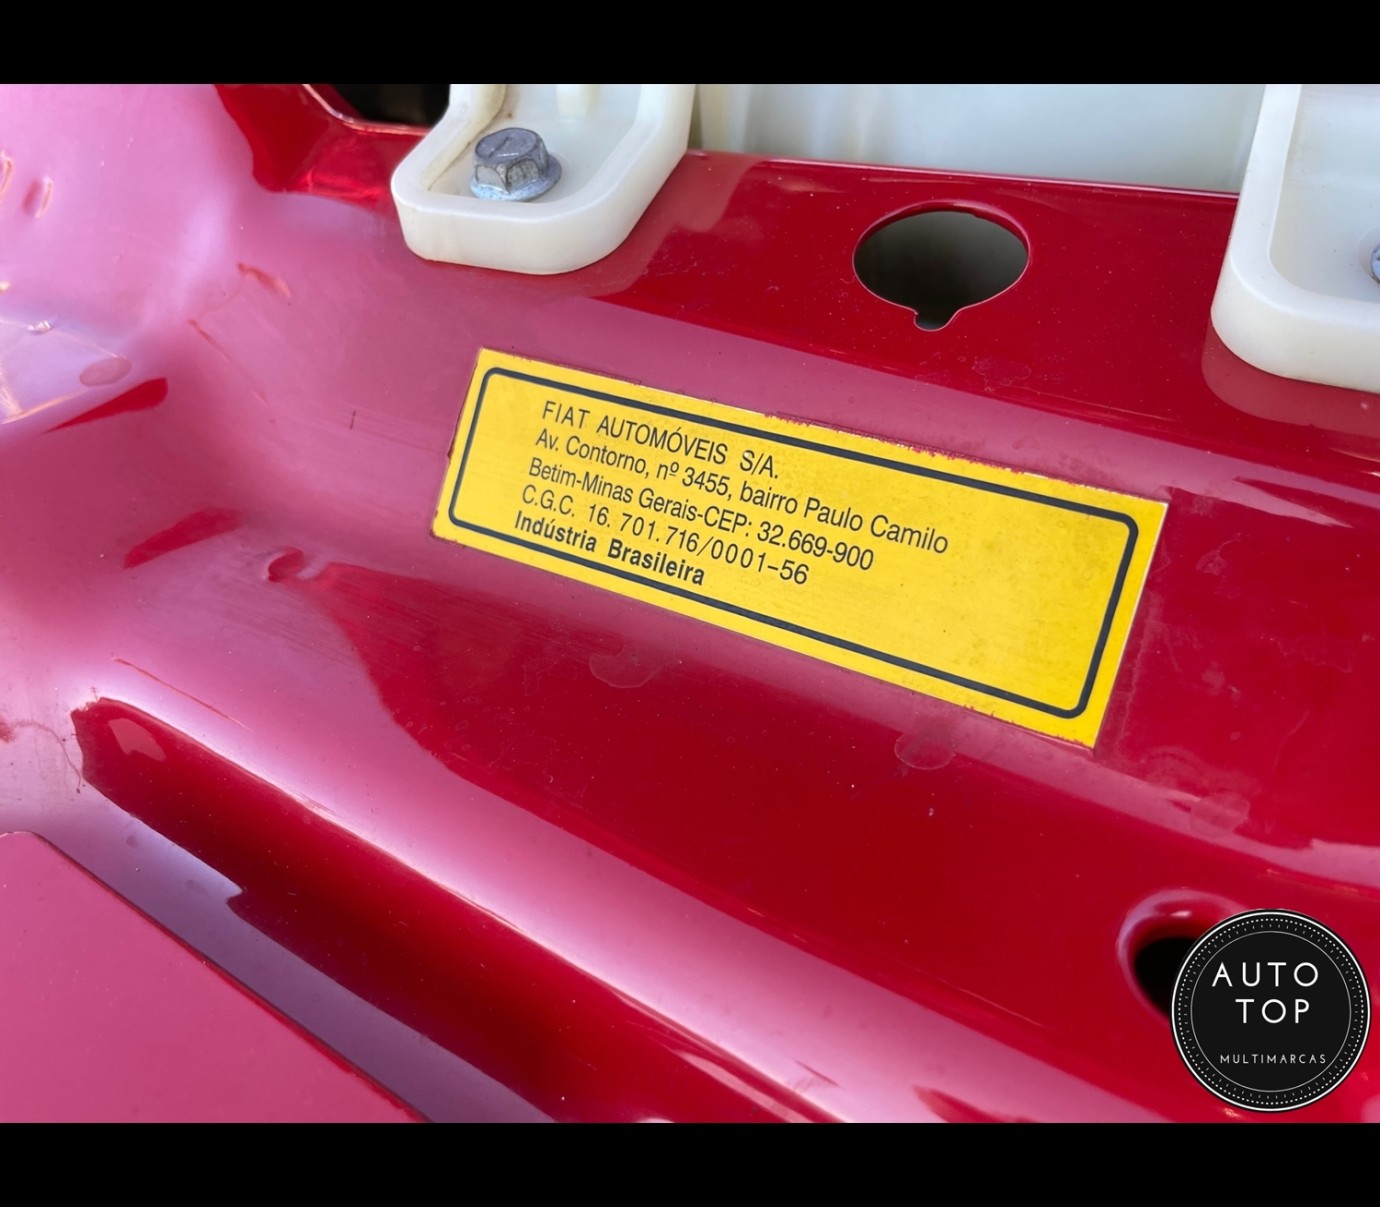 FIAT AUTOMÓVEIS S/A.
Av. Contorno, nº 3455, bairro Paulo Camilo
Betim-Minas Gerais-CEP: 32.669-900
C.G.C. 16.701.716/0001-56
Indústria Brasileira
AUTO
TOP
MULTIMARCAS